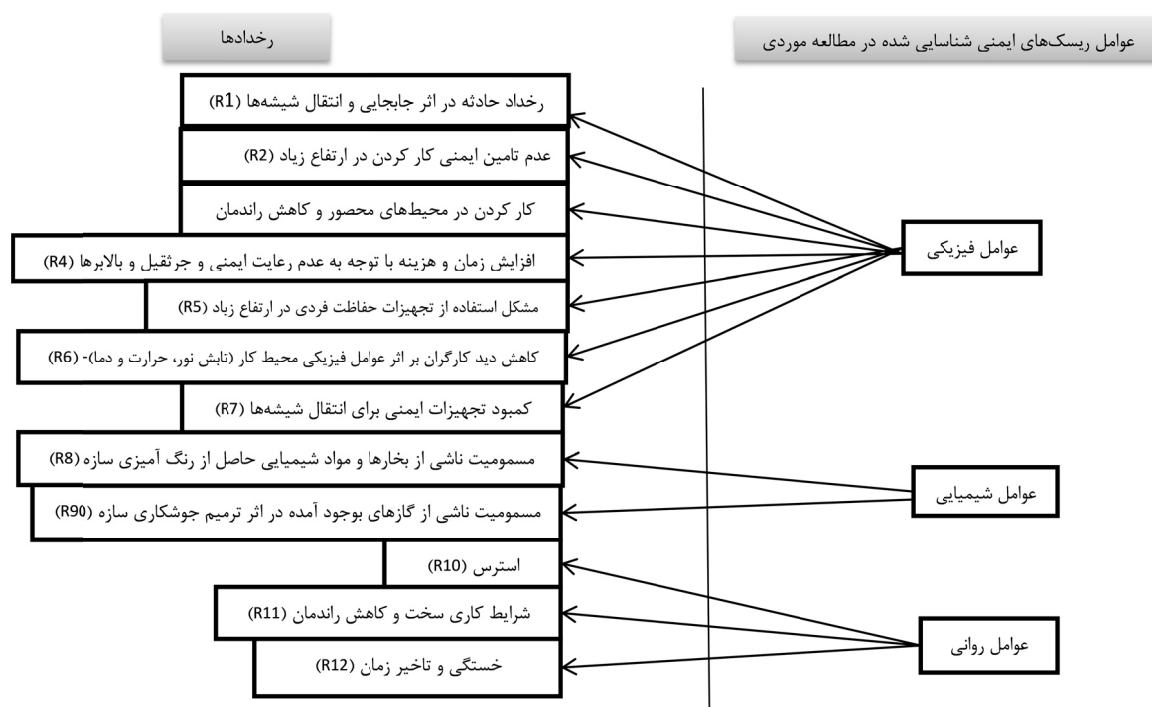 عوامل ریسک‌های ایمنی شناسایی شده در مطالعه موردی
رخدادها
رخداد حادثه در اثر جابجایی و انتقال شیشه‌ها (R1)
عدم تامین ایمنی کار کردن در ارتفاع زیاد (R2)
کار کردن در محیط‌های محصور و کاهش راندمان
افزایش زمان و هزینه با توجه به عدم رعایت ایمنی و جرثقیل و بالابرها (R4)
مشکل استفاده از تجهیزات حفاظت فردی در ارتفاع زیاد (R5)
کاهش دید کارگران بر اثر عوامل فیزیکی محیط کار (تابش نور، حرارت و دما)- (R6)
کمبود تجهیزات ایمنی برای انتقال شیشه‌ها (R7)
مسمومیت ناشی از بخارها و مواد شیمیایی حاصل از رنگ آمیزی سازه (R8)
مسمومیت ناشی از گازهای بوجود آمده در اثر ترمیم جوشکاری سازه (R90)
استرس (R10)
شرایط کاری سخت و کاهش راندمان (R11)
خستگی و تاخیر زمان (R12)
عوامل فیزیکی
عوامل شیمیایی
عوامل روانی